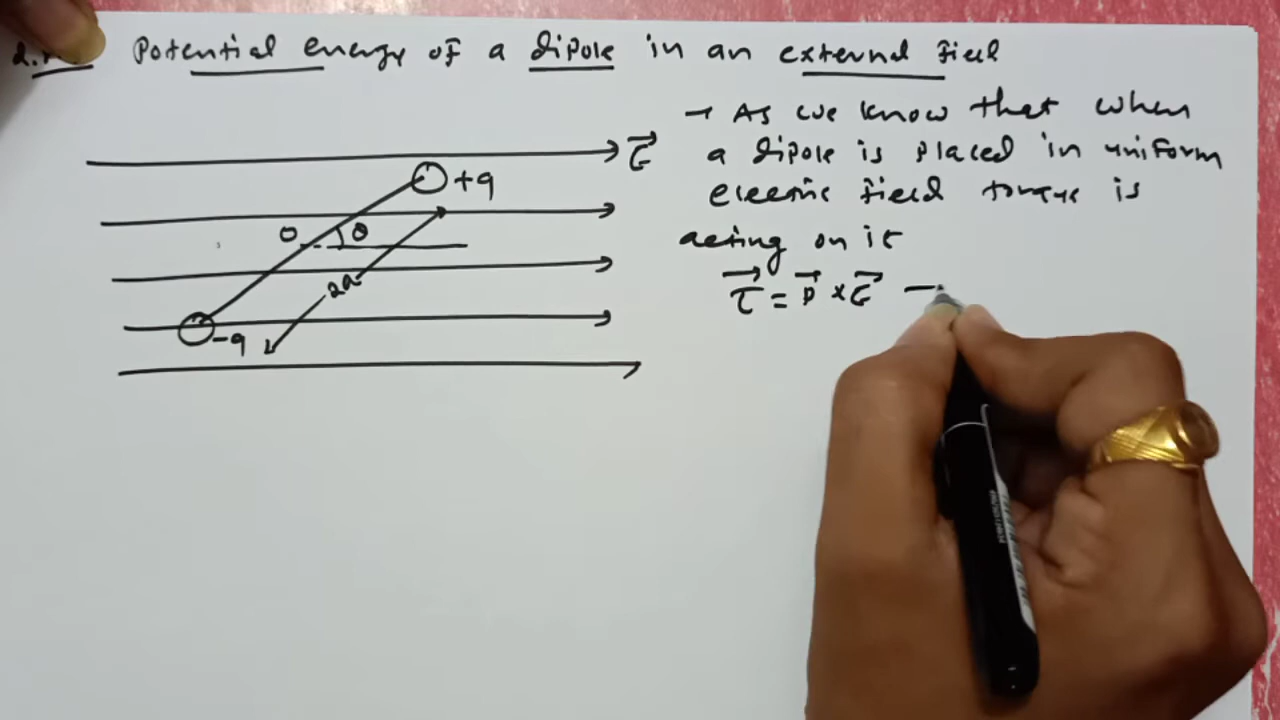 Potential energy of a dipole in an external field
→ As we know that when
a dipole is placed in uniform
electric field torque is
acting on it
τ⃗ = p⃗ × E⃗ —
E⃗
+q
O θ
2a
-q